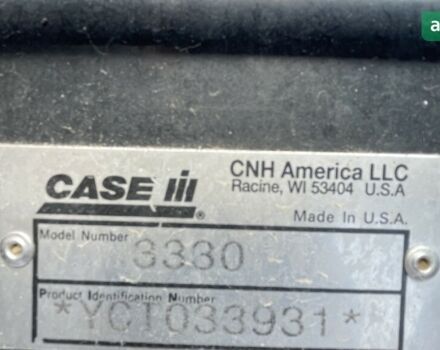 a
CASE IH
®
CNH America LLC
Racine, WI 53404 U.S.A
Made In U.S.A.
Model Number
3330
Product Identification Number
*YCT033931*